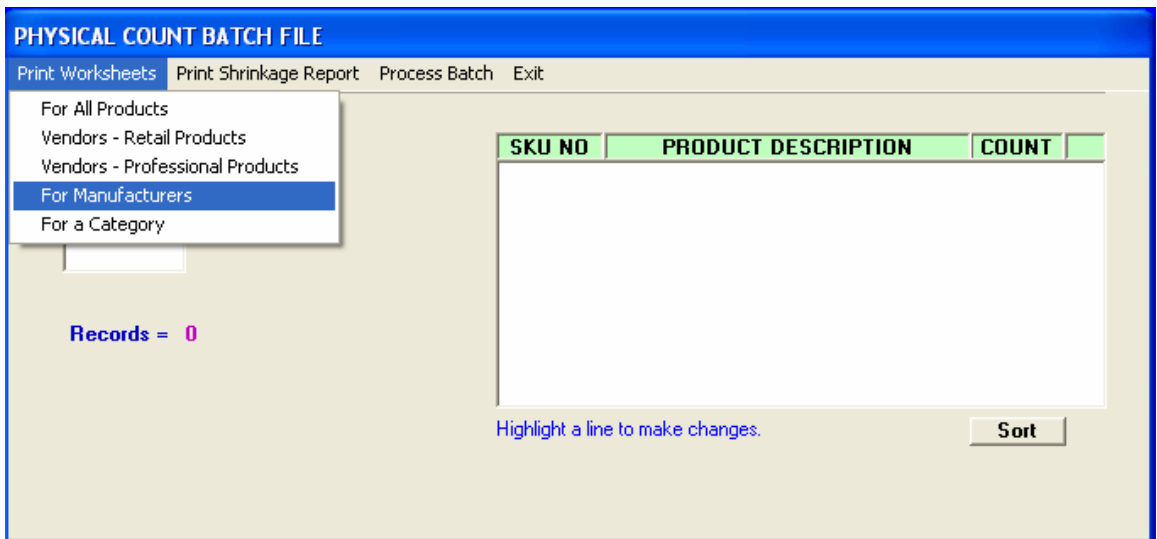 PHYSICAL COUNT BATCH FILE
Print Worksheets Print Shrinkage Report Process Batch Exit
For All Products
Vendors - Retail Products
Vendors - Professional Products
For Manufacturers
For a Category
SKU NO PRODUCT DESCRIPTION COUNT
Records = 0
Highlight a line to make changes.
Sort